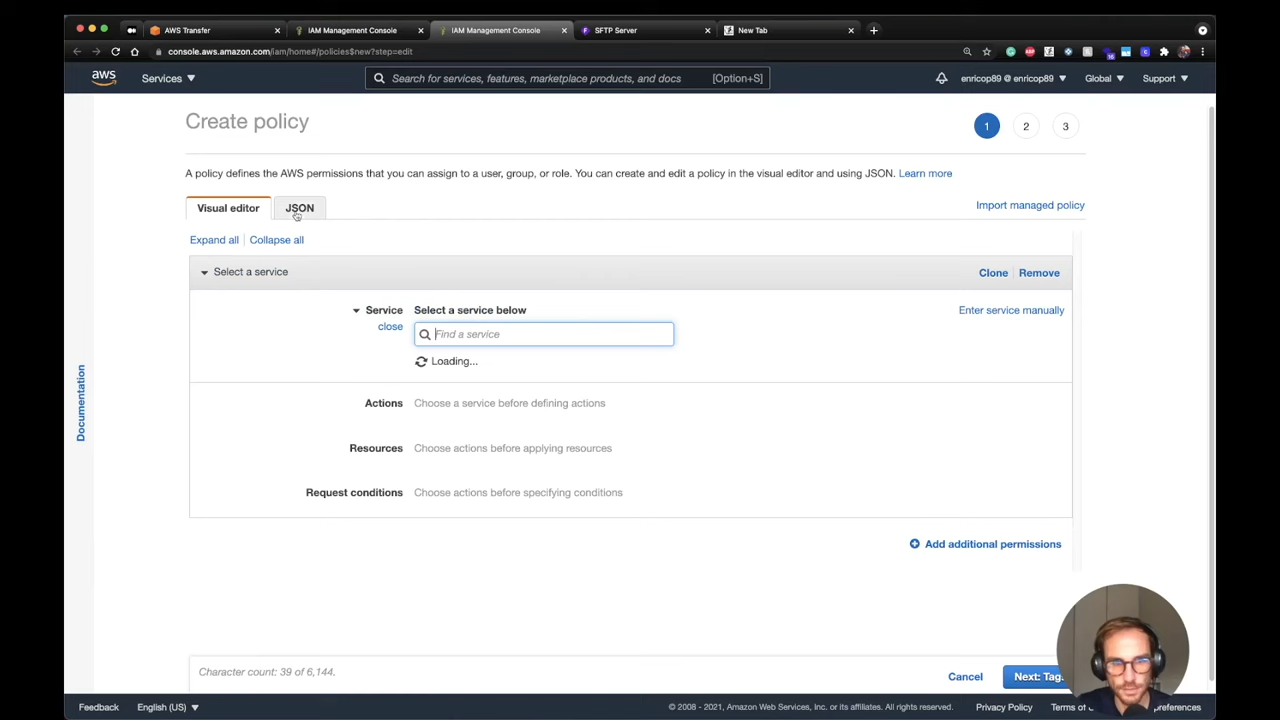 AWS Transfer
IAM Management Console
IAM Management Console
SFTP Server
New Tab
console.aws.amazon.com/iam/home#/policies$new?step=edit
aws
Services
Search for services, features, marketplace products, and docs
[Option+S]
enricop89 @ enricop89
Global
Support
Create policy
1
2
3
A policy defines the AWS permissions that you can assign to a user, group, or role. You can create and edit a policy in the visual editor and using JSON. Learn more
Visual editor
JSON
Import managed policy
Expand all
Collapse all
Select a service
Clone
Remove
Service
Select a service below
Enter service manually
close
Find a service
Loading...
Actions
Choose a service before defining actions
Resources
Choose actions before applying resources
Request conditions
Choose actions before specifying conditions
Documentation
Add additional permissions
Character count: 39 of 6,144.
Cancel
Next: Tag
Feedback
English (US)
© 2008 - 2021, Amazon Web Services, Inc. or its affiliates. All rights reserved.
Privacy Policy
Terms of
preferences